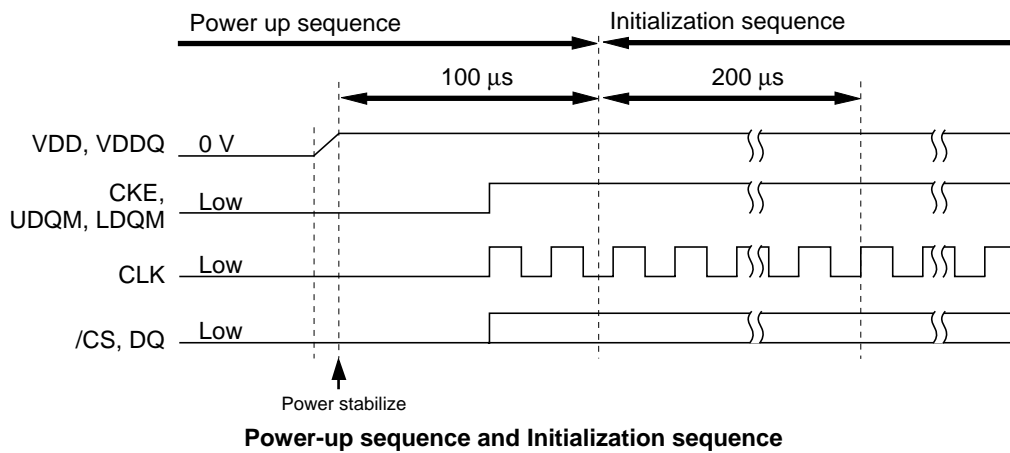 Power up sequence
Initialization sequence
100 μs
200 μs
VDD, VDDQ
0 V
CKE,
UDQM, LDQM
Low
CLK
Low
/CS, DQ
Low
Power stabilize
Power-up sequence and Initialization sequence